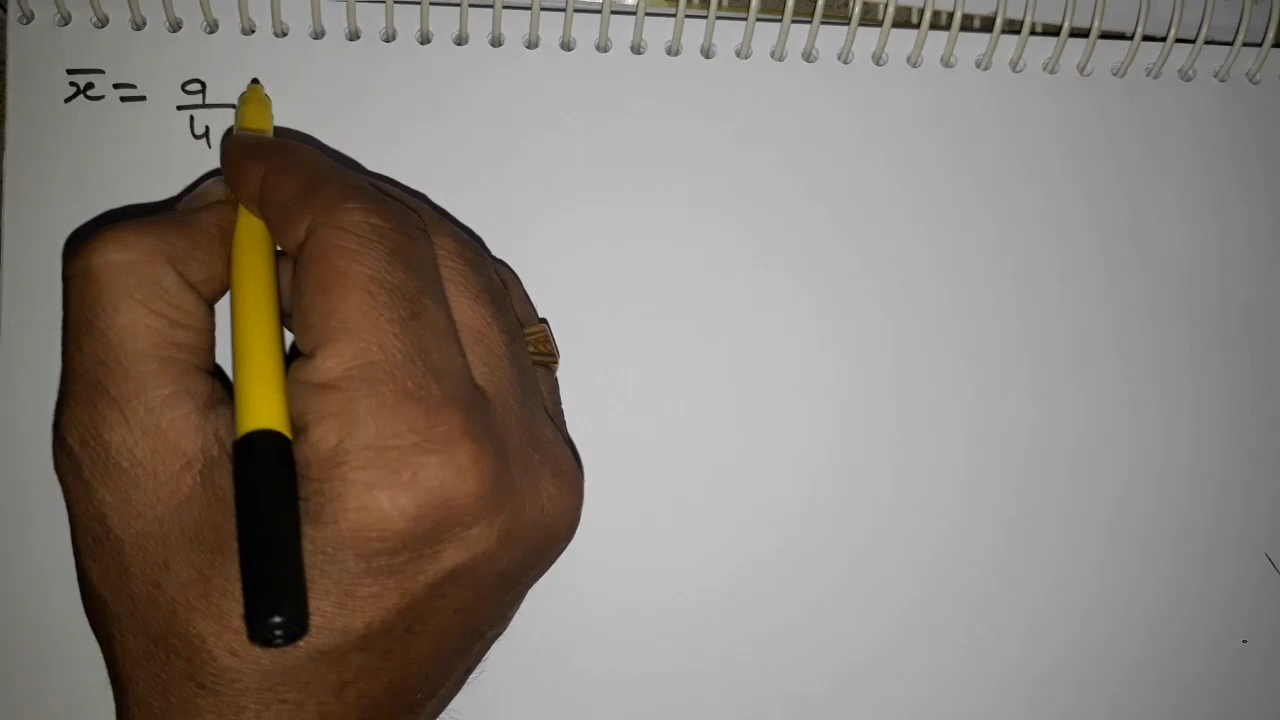 x̅ = 9/4